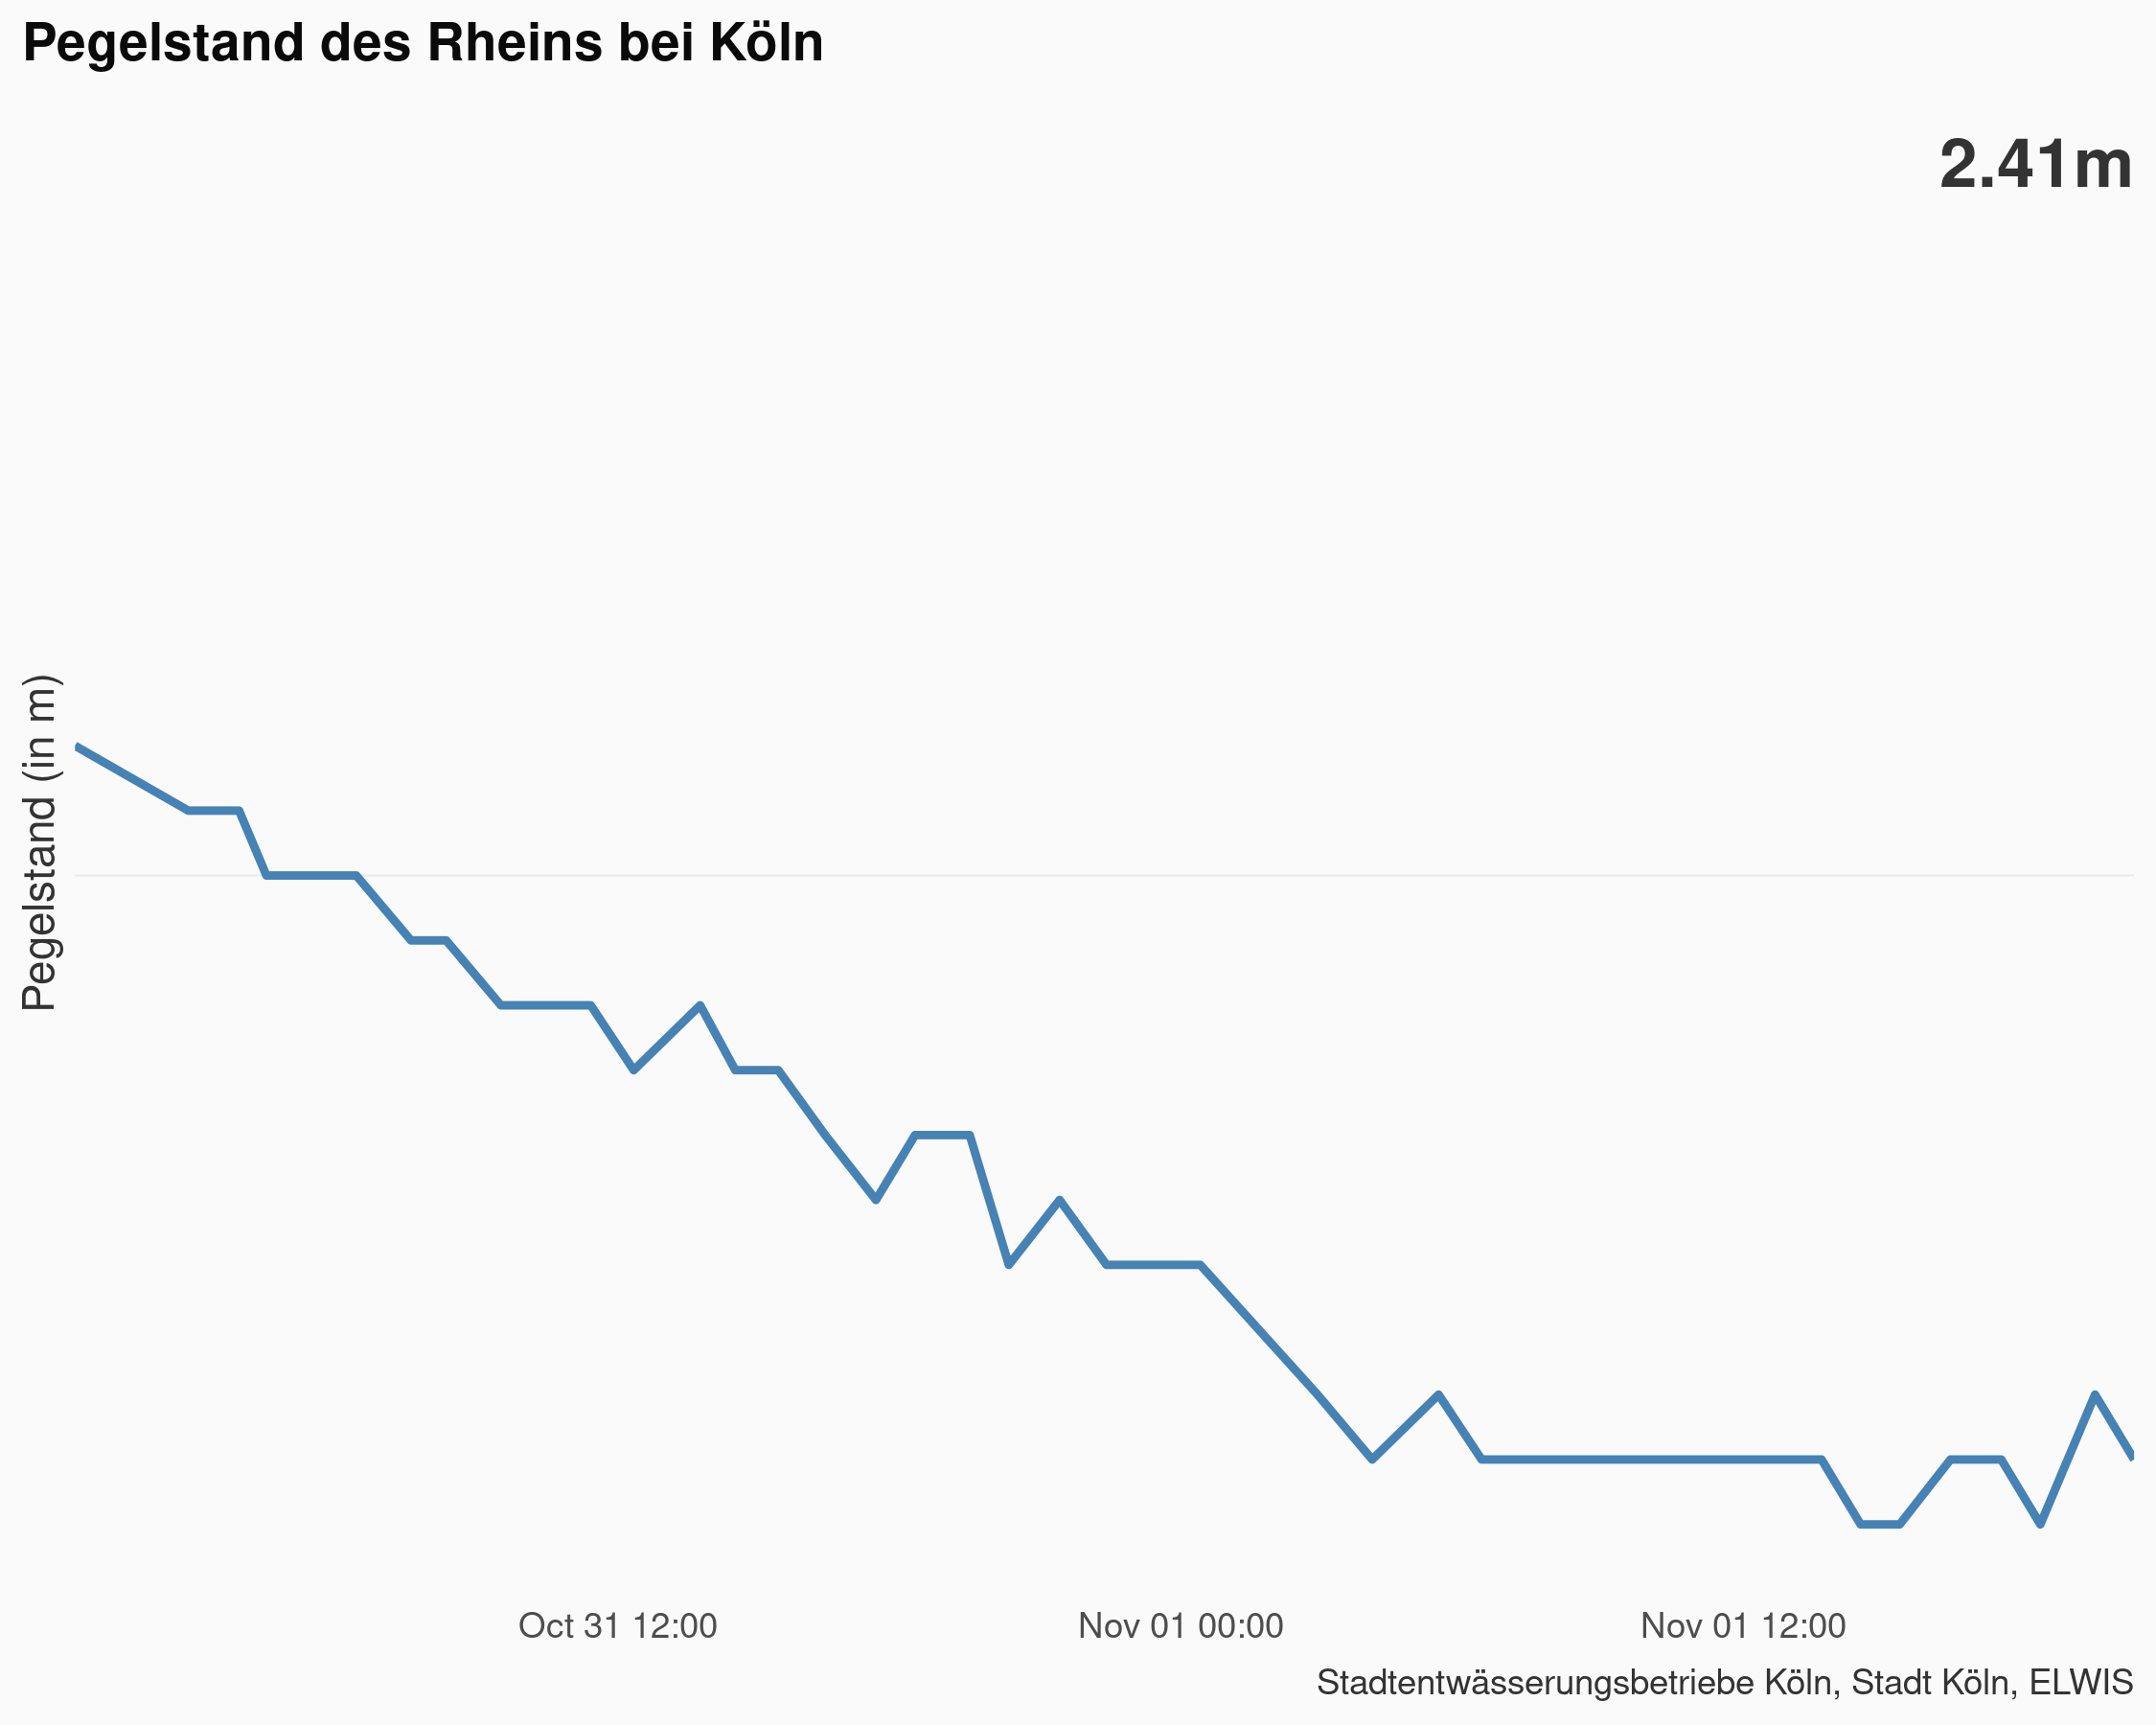 Pegelstand des Rheins bei Köln
2.41m
Pegelstand (in m)
Oct 31 12:00
Nov 01 00:00
Nov 01 12:00
Stadtentwässerungsbetriebe Köln, Stadt Köln, ELWIS